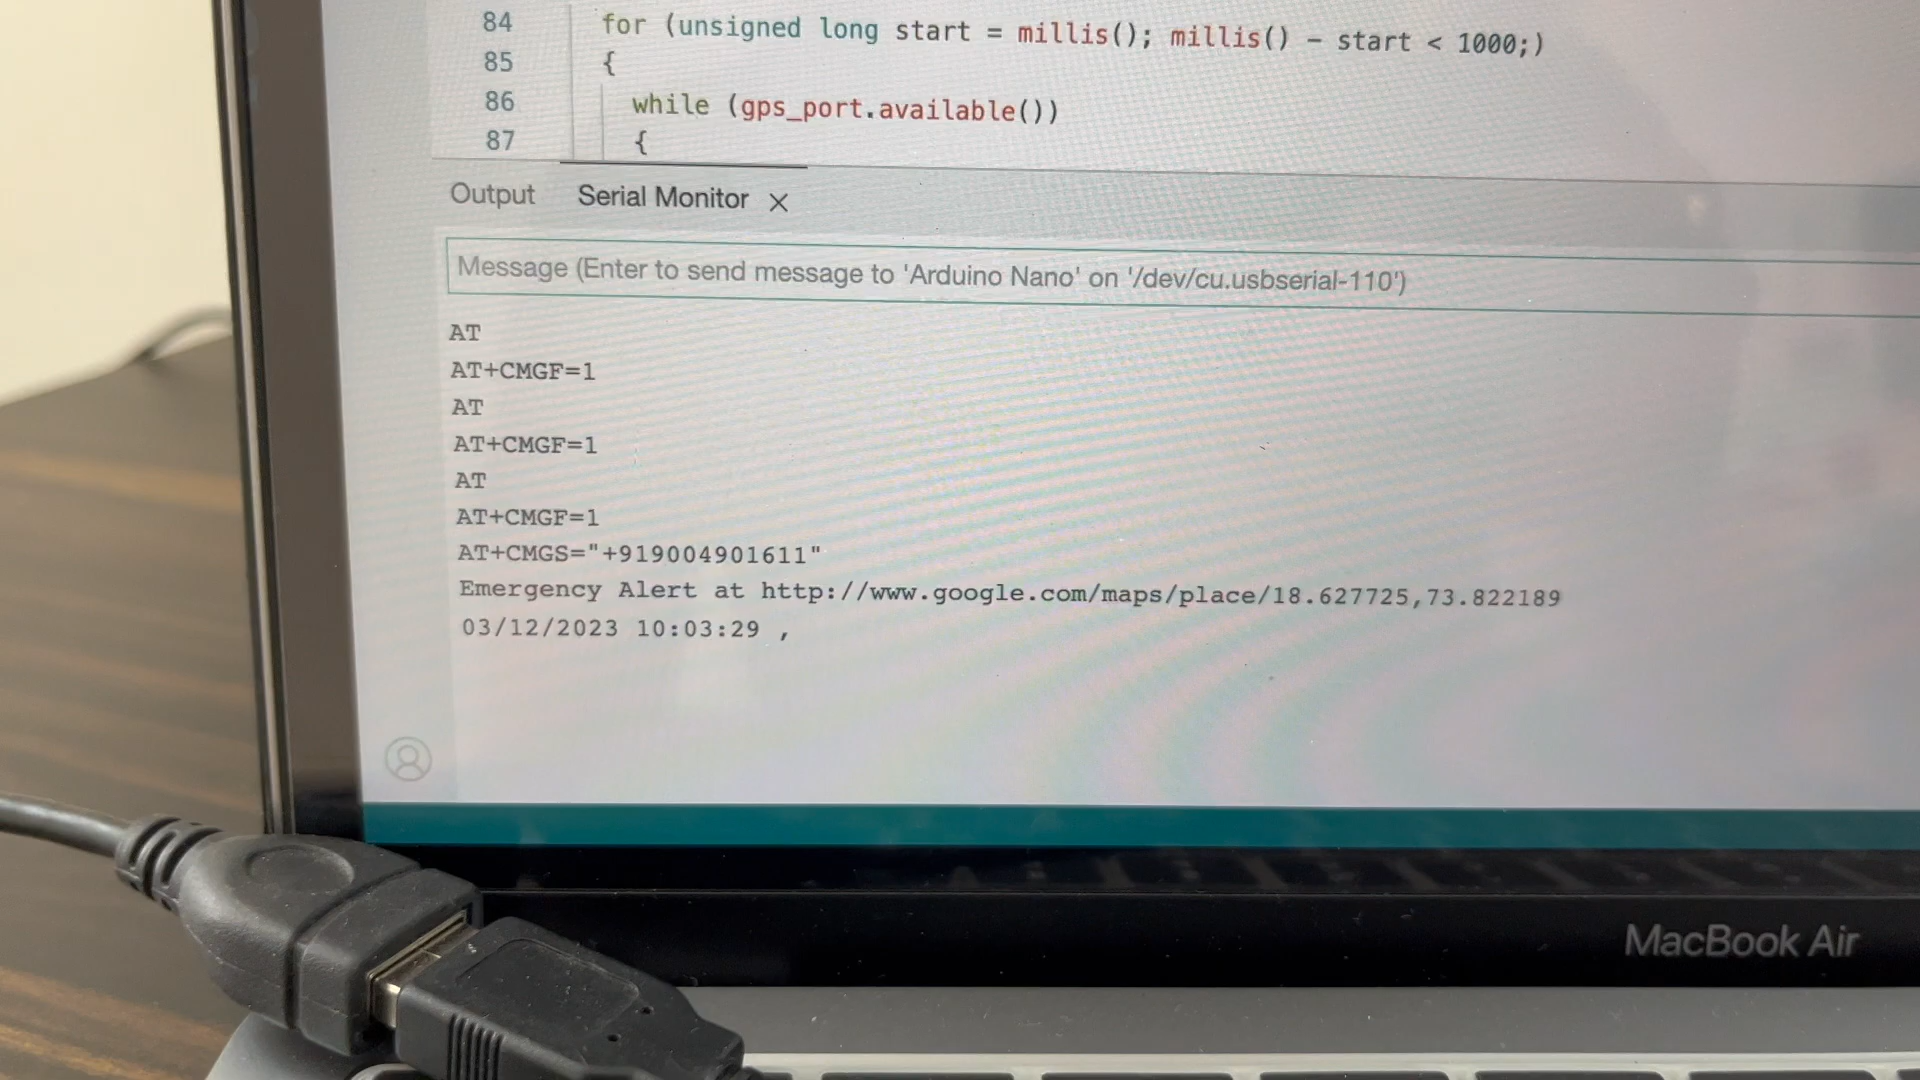 84 for (unsigned long start = millis(); millis() - start < 1000;)
85 {
86 while (gps_port.available())
87 {
Output Serial Monitor ×
Message (Enter to send message to 'Arduino Nano' on '/dev/cu.usbserial-110')
AT
AT+CMGF=1
AT
AT+CMGF=1
AT
AT+CMGF=1
AT+CMGS="+919004901611"
Emergency Alert at http://www.google.com/maps/place/18.627725,73.822189
03/12/2023 10:03:29 ,
MacBook Air